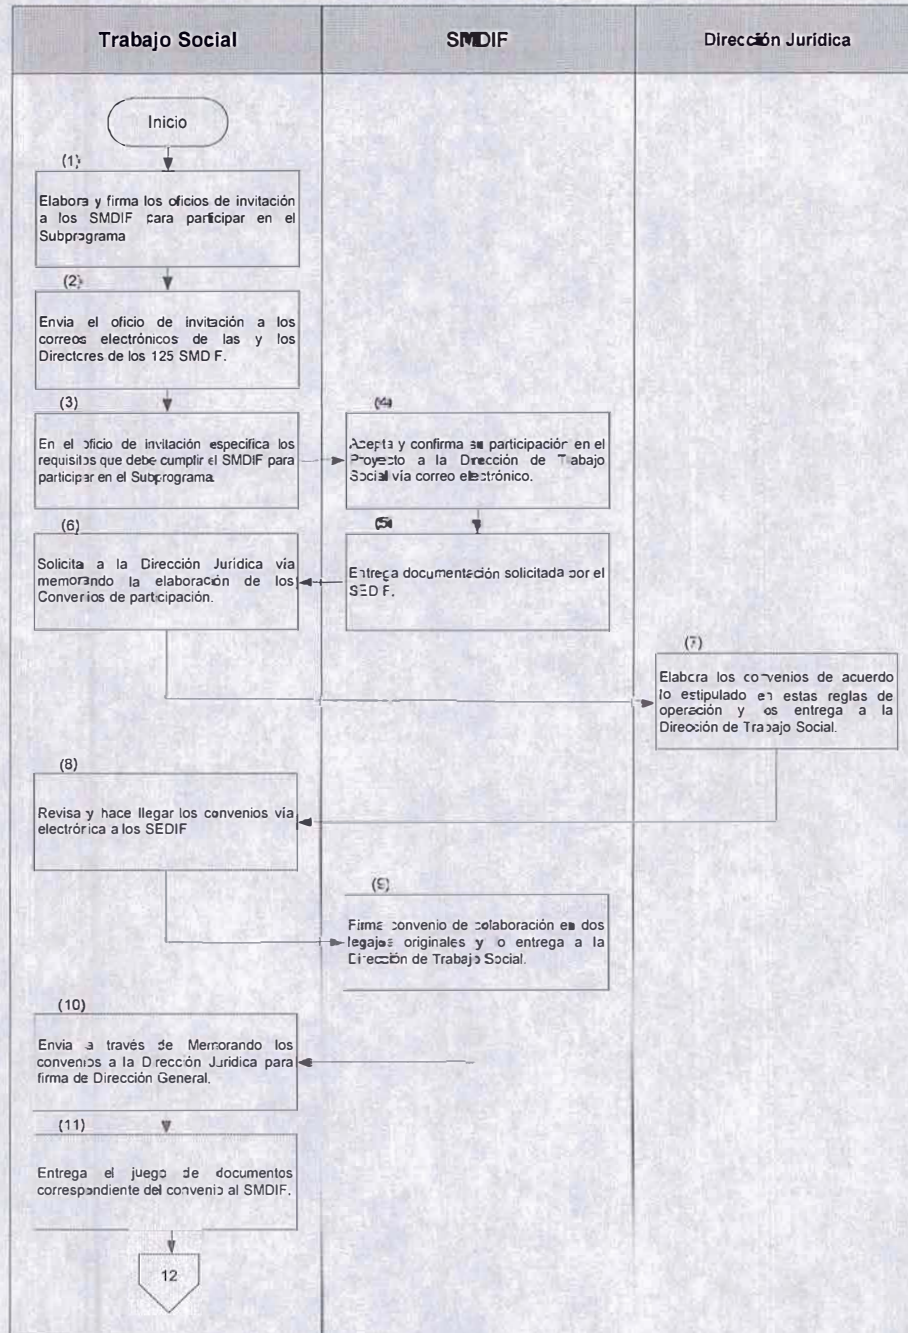 Trabajo Social
SMDIF
Dirección Jurídica
Inicio
(1)
Elabora y firma los oficios de invitación
a los SMDIF para participar en el
Subprograma
(2)
Envia el oficio de invitación a los
correos electrónicos de las y los
Directores de los 125 SMDIF.
(3)
En el oficio de invitación especifica los
requisitos que debe cumplir el SMDIF para
participar en el Subprograma.
(4)
Acepta y confirma su participación en el
Proyecto a la Dirección de Trabajo
Social vía correo electrónico.
(5)
Entrega documentación solicitada por el
SEDIF.
(6)
Solicita a la Dirección Jurídica vía
memorando la elaboración de los
Convenios de participación.
(7)
Elabora los convenios de acuerdo
lo estipulado en estas reglas de
operación y los entrega a la
Dirección de Trabajo Social.
(8)
Revisa y hace llegar los convenios vía
electrónica a los SEDIF
(9)
Firma convenio de colaboración en dos
legajos originales y lo entrega a la
Dirección de Trabajo Social.
(10)
Envia a través de Memorando los
convenios a la Dirección Jurídica para
firma de Dirección General.
(11)
Entrega el juego de documentos
correspondiente del convenio al SMDIF.
12